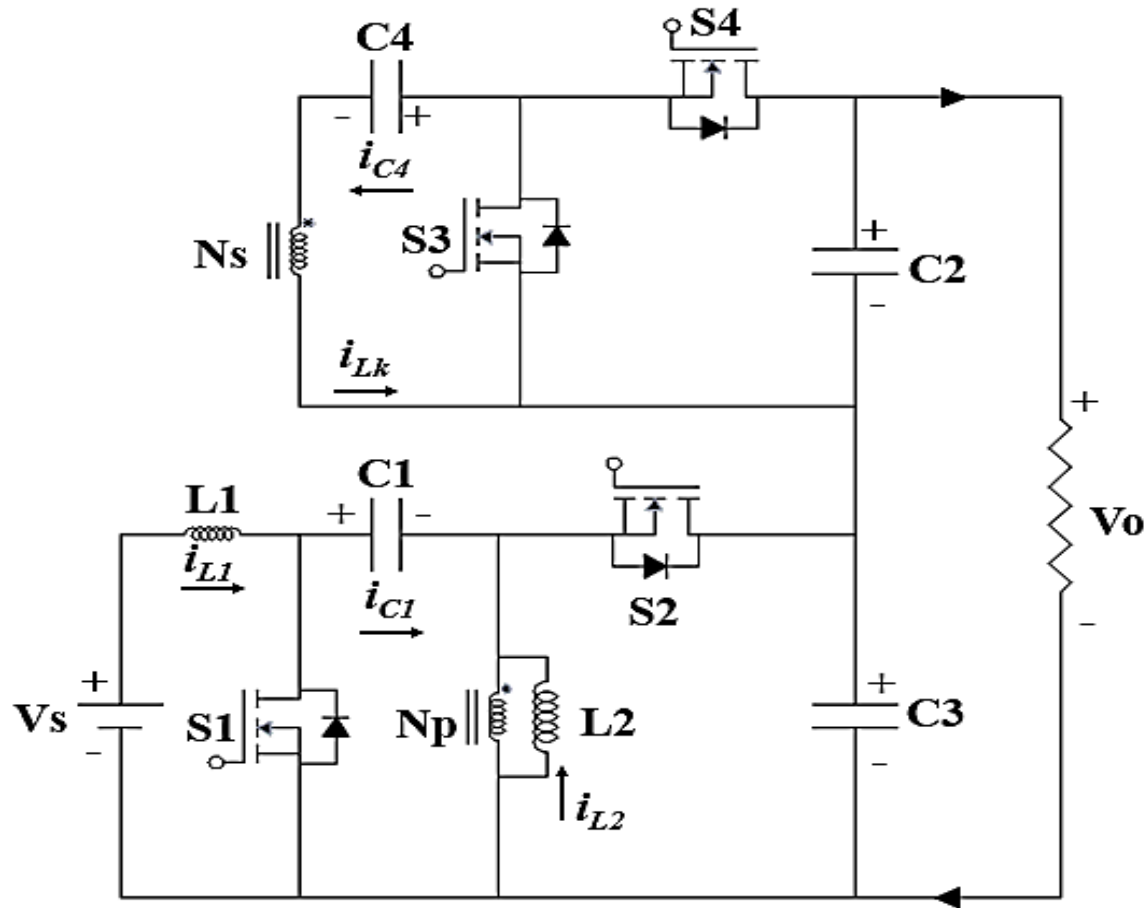 S4
C4
- +
iC4
S3
*
Ns
+
C2
-
iLk
+
C1
L1
+ -
Vo
iL1
iC1
S2
-
+
S1
*
+
Vs
Np
L2
C3
-
-
iL2